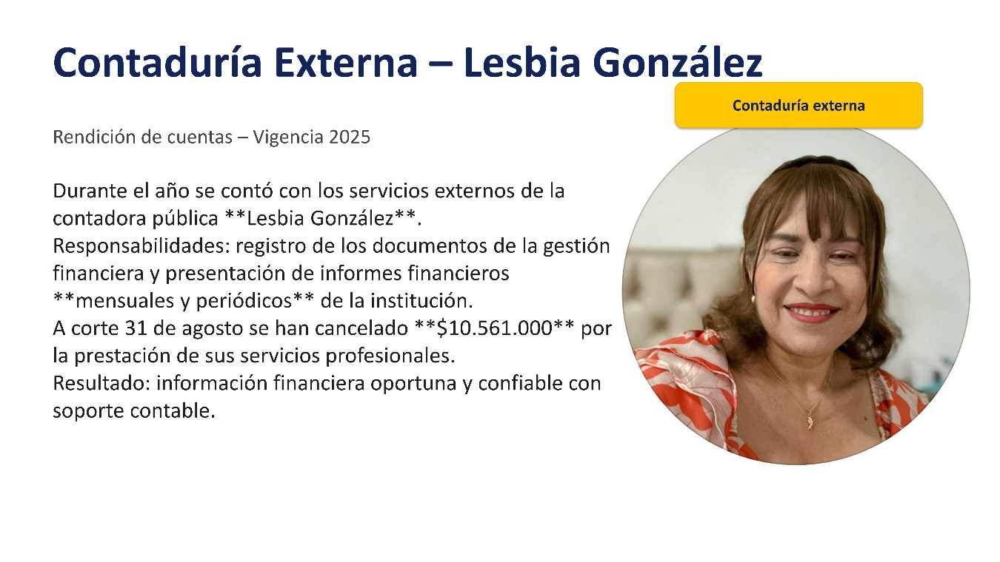 Contaduría Externa – Lesbia González
Contaduría externa
Rendición de cuentas – Vigencia 2025
Durante el año se contó con los servicios externos de la
contadora pública **Lesbia González**.
Responsabilidades: registro de los documentos de la gestión
financiera y presentación de informes financieros
**mensuales y periódicos** de la institución.
A corte 31 de agosto se han cancelado **$10.561.000** por
la prestación de sus servicios profesionales.
Resultado: información financiera oportuna y confiable con
soporte contable.